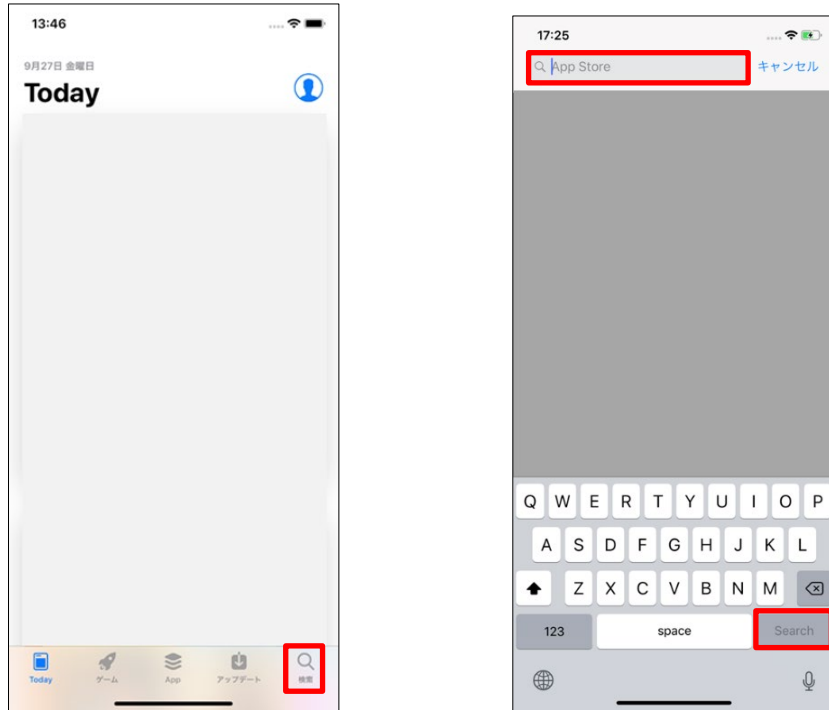 13:46
9月27日 金曜日
Today
Today
ゲーム
App
アップデート
検索
17:25
App Store
キャンセル
Q W E R T Y U I O P
A S D F G H J K L
Z X C V B N M
123
space
Search